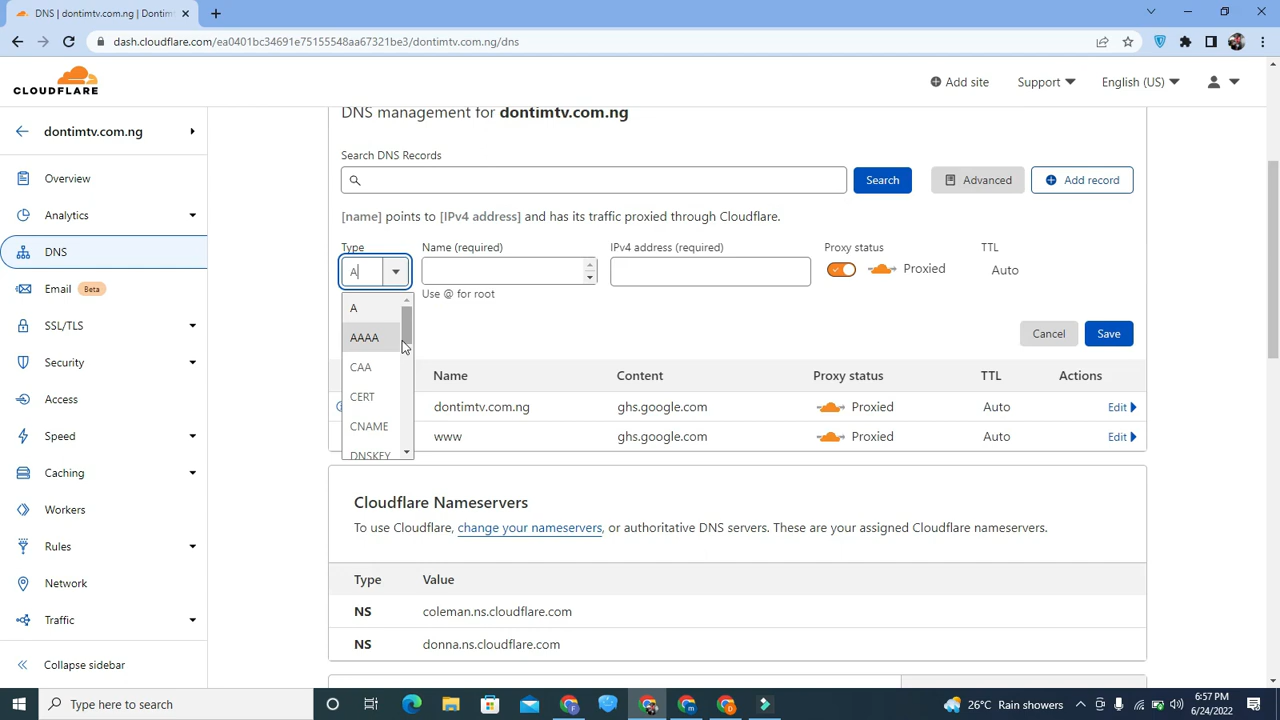 DNS | dontimtv.com.ng | Dontim
dash.cloudflare.com/ea0401bc34691e75155548aa67321be3/dontimtv.com.ng/dns
CLOUDFLARE
Add site
Support
English (US)
dontimtv.com.ng
Overview
Analytics
DNS
Email Beta
SSL/TLS
Security
Access
Speed
Caching
Workers
Rules
Network
Traffic
Collapse sidebar
DNS management for dontimtv.com.ng
Search DNS Records
Search
Advanced
Add record
[name] points to [IPv4 address] and has its traffic proxied through Cloudflare.
Type Name (required) IPv4 address (required) Proxy status TTL
A Proxied Auto
Use @ for root
A
AAAA
CAA
CERT
CNAME
DNSKEY
Cancel Save
Name Content Proxy status TTL Actions
dontimtv.com.ng ghs.google.com Proxied Auto Edit
www ghs.google.com Proxied Auto Edit
Cloudflare Nameservers
To use Cloudflare, change your nameservers, or authoritative DNS servers. These are your assigned Cloudflare nameservers.
Type Value
NS coleman.ns.cloudflare.com
NS donna.ns.cloudflare.com
Type here to search
26°C Rain showers
6:57 PM
6/24/2022